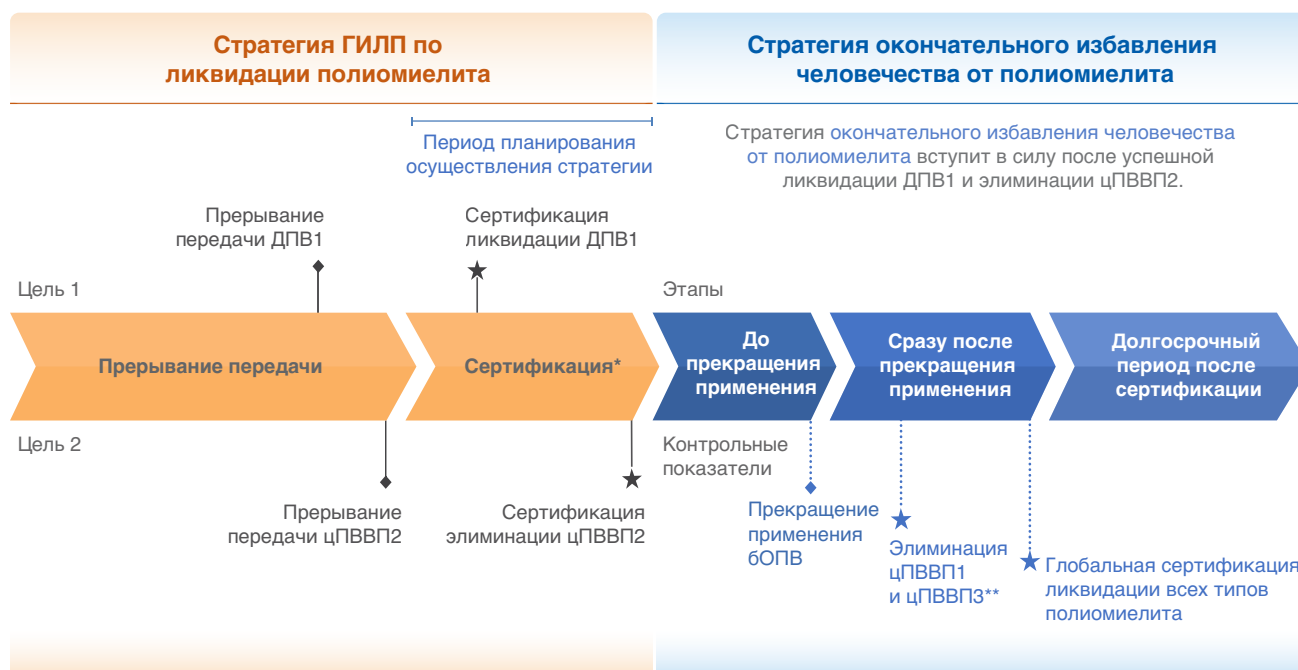 Стратегия ГИЛП по
ликвидации полиомиелита
Стратегия окончательного избавления
человечества от полиомиелита
Период планирования
осуществления стратегии
Стратегия окончательного избавления человечества
от полиомиелита вступит в силу после успешной
ликвидации ДПВ1 и элиминации цПВВП2.
Прерывание
передачи ДПВ1
Сертификация
ликвидации ДПВ1
Цель 1
Этапы
Прерывание передачи
Сертификация*
До
прекращения
применения
Сразу после
прекращения
применения
Долгосрочный
период после
сертификации
Цель 2
Контрольные
показатели
Прерывание
передачи цПВВП2
Сертификация
элиминации цПВВП2
Прекращение
применения
бОПВ
Элиминация
цПВВП1
и цПВВП3**
Глобальная сертификация
ликвидации всех типов
полиомиелита